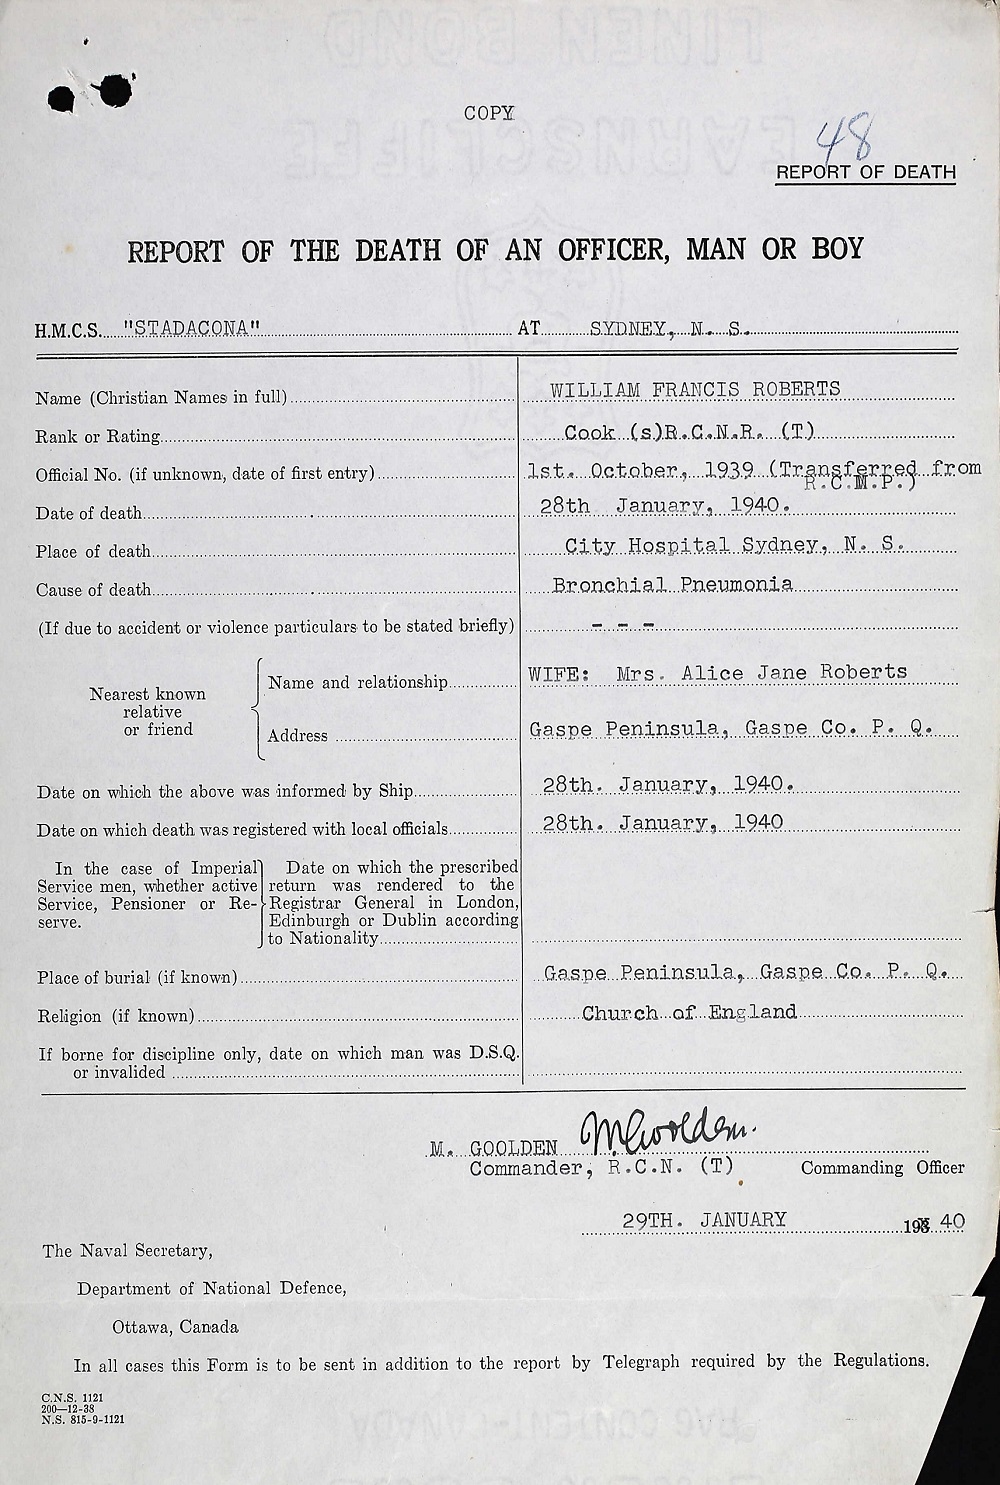 COPY
48
REPORT OF DEATH
REPORT OF THE DEATH OF AN OFFICER, MAN OR BOY
H.M.C.S. "STADACONA" AT SYDNEY, N. S.
Name (Christian Names in full) WILLIAM FRANCIS ROBERTS
Rank or Rating Cook (s)R.C.N.R. (T)
Official No. (if unknown, date of first entry) 1st. October, 1939 (Transferred from
R.C.M.P.)
Date of death 28th January, 1940.
Place of death City Hospital Sydney, N. S.
Cause of death Bronchial Pneumonia
(If due to accident or violence particulars to be stated briefly) - - -
Nearest known
relative
or friend
Name and relationship WIFE: Mrs. Alice Jane Roberts
Address Gaspe Peninsula, Gaspe Co. P. Q.
Date on which the above was informed by Ship 28th. January, 1940.
Date on which death was registered with local officials 28th. January, 1940
In the case of Imperial
Service men, whether active
Service, Pensioner or Re-
serve.
Date on which the prescribed
return was rendered to the
Registrar General in London,
Edinburgh or Dublin according
to Nationality
Place of burial (if known) Gaspe Peninsula, Gaspe Co. P. Q.
Religion (if known) Church of England
If borne for discipline only, date on which man was D.S.Q.
or invalided
M. GOOLDEN MGoolden.
Commander, R.C.N. (T) Commanding Officer
29TH. JANUARY 193 40
The Naval Secretary,
Department of National Defence,
Ottawa, Canada
In all cases this Form is to be sent in addition to the report by Telegraph required by the Regulations.
C.N.S. 1121
200—12-38
N.S. 815-9-1121